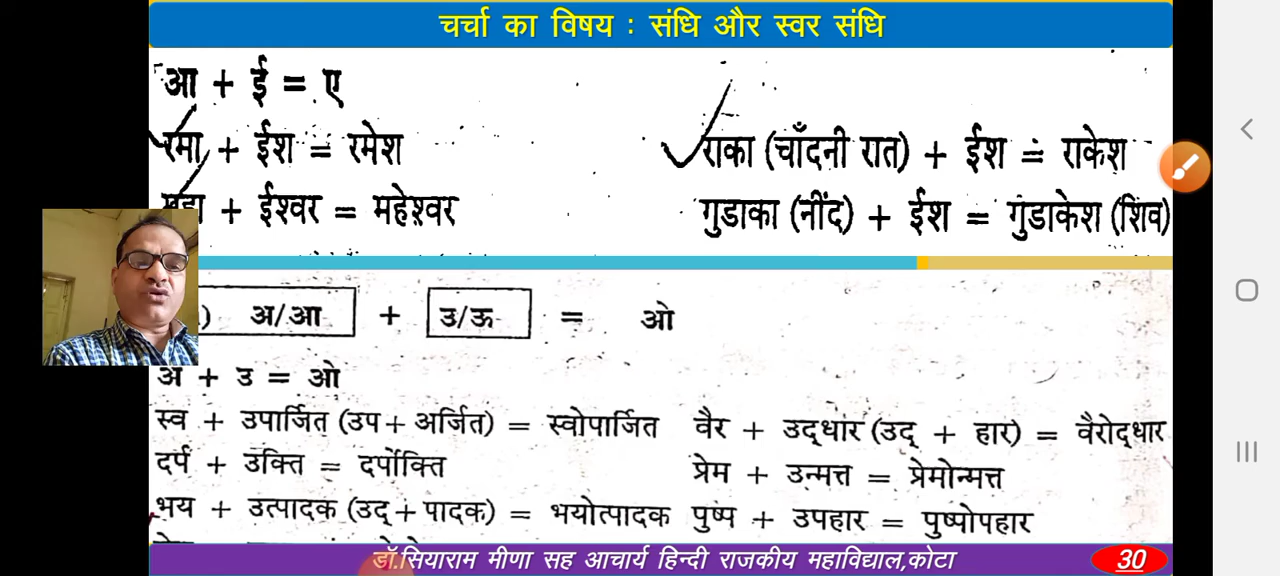 चर्चा का विषय : संधि और स्वर संधि
आ + ई = ए
रमा + ईश = रमेश
राका (चाँदनी रात) + ईश = राकेश
महा + ईश्वर = महेश्वर
गुडाका (नींद) + ईश = गुडाकेश (शिव)
) अ/आ + उ/ऊ = ओ
अ + उ = ओ
स्व + उपार्जित (उप + अर्जित) = स्वोपार्जित
वैर + उद्धार (उद् + हार) = वैरोद्धार
दर्प + उक्ति = दर्पोक्ति
प्रेम + उन्मत्त = प्रेमोन्मत्त
भय + उत्पादक (उद् + पादक) = भयोत्पादक
पुष्प + उपहार = पुष्पोपहार
डॉ.सियाराम मीणा सह आचार्य हिन्दी राजकीय महाविद्याल,कोटा
30